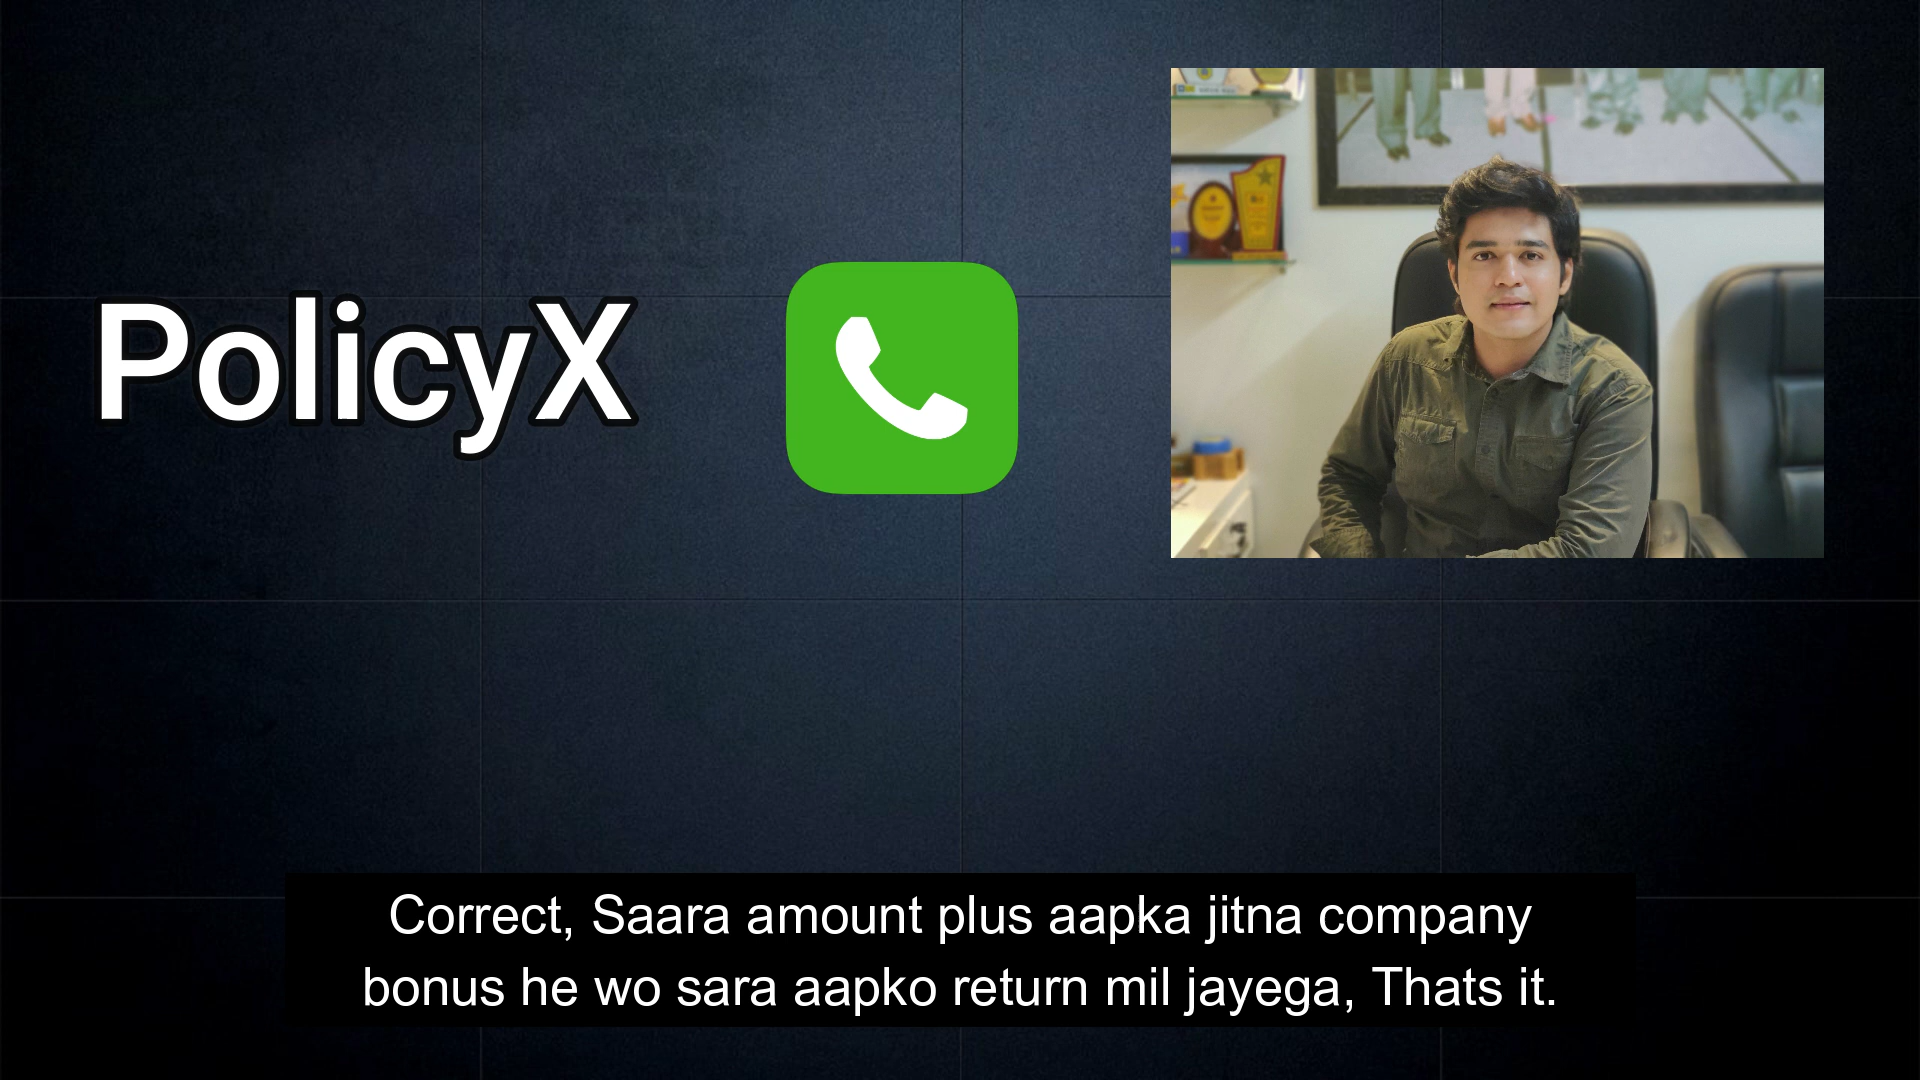 PolicyX
Correct, Saara amount plus aapka jitna company
bonus he wo sara aapko return mil jayega, Thats it.